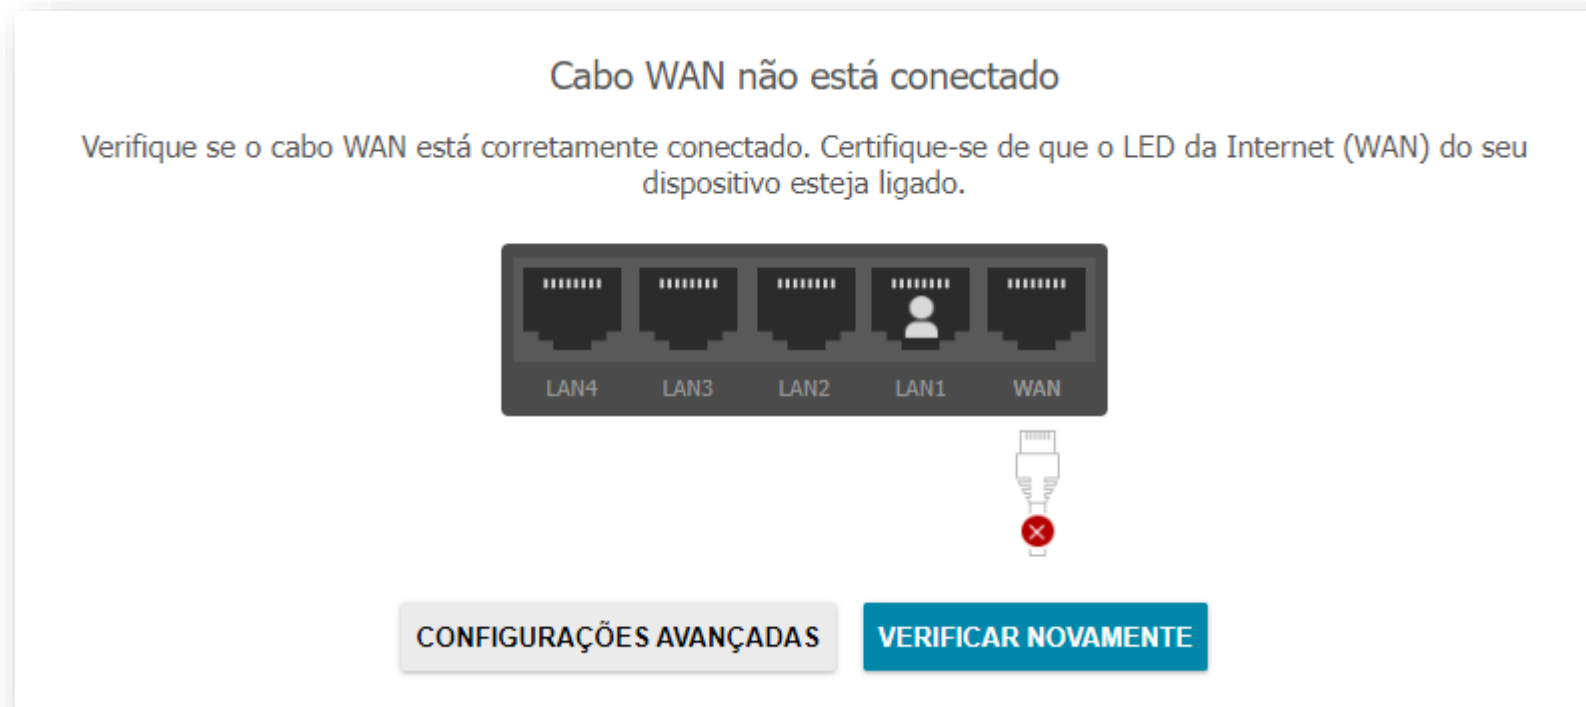 Cabo WAN não está conectado
Verifique se o cabo WAN está corretamente conectado. Certifique-se de que o LED da Internet (WAN) do seu
dispositivo esteja ligado.
LAN4 LAN3 LAN2 LAN1 WAN
CONFIGURAÇÕES AVANÇADAS VERIFICAR NOVAMENTE